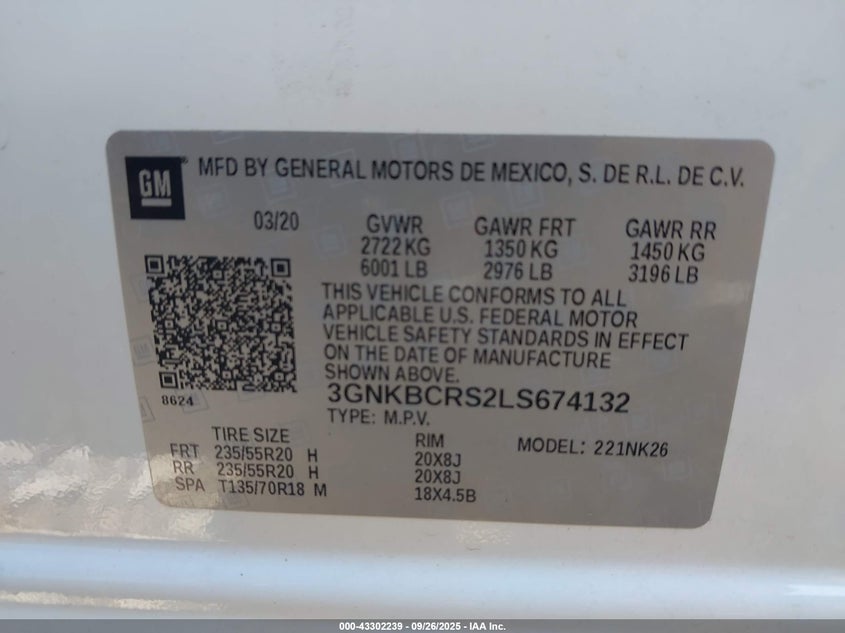 GM ® MFD BY GENERAL MOTORS DE MEXICO, S. DE R.L. DE C.V.
03/20 GVWR GAWR FRT GAWR RR
2722 KG 1350 KG 1450 KG
6001 LB 2976 LB 3196 LB
THIS VEHICLE CONFORMS TO ALL
APPLICABLE U.S. FEDERAL MOTOR
VEHICLE SAFETY STANDARDS IN EFFECT
ON THE DATE OF MANUFACTURE
SHOWN ABOVE.
8624 3GNKBCRS2LS674132
TYPE: M.P.V.
TIRE SIZE RIM MODEL: 221NK26
FRT 235/55R20 H 20X8J
RR 235/55R20 H 20X8J
SPA T135/70R18 M 18X4.5B
000-43302239 - 09/26/2025 - IAA Inc.